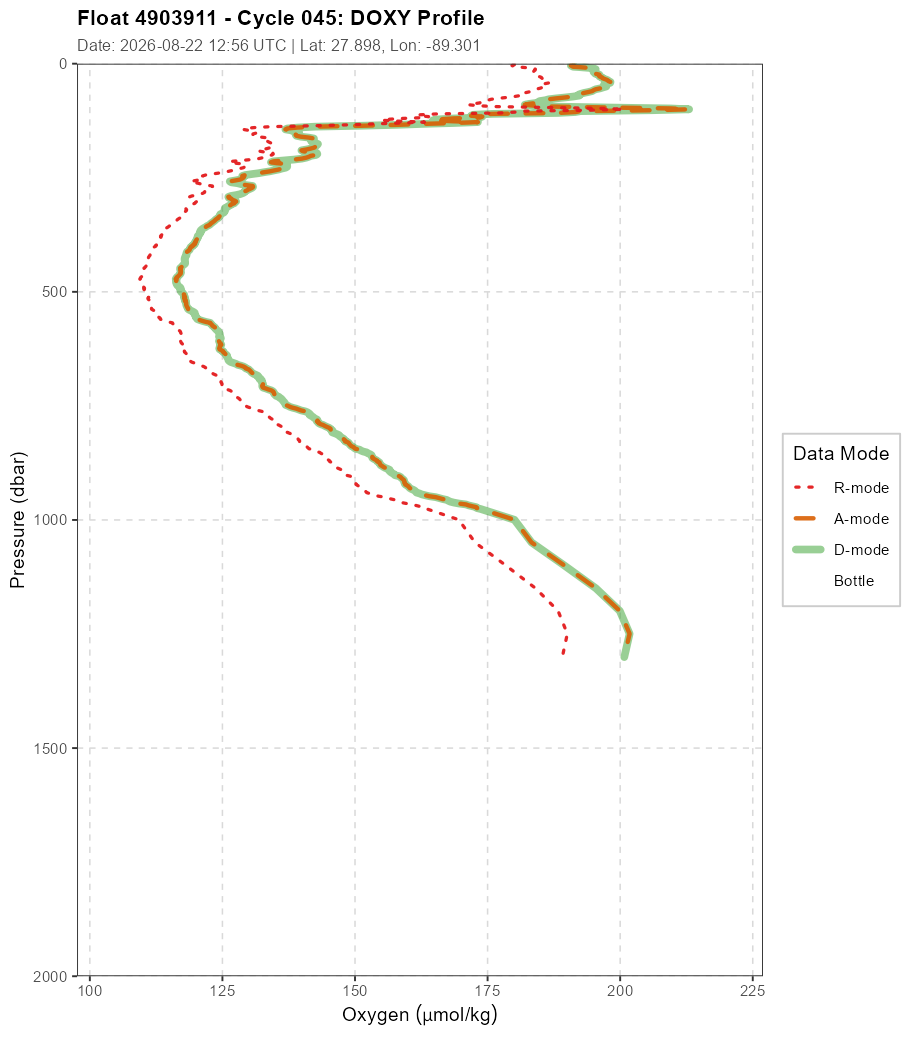 Float 4903911 - Cycle 045: DOXY Profile
Date: 2026-08-22 12:56 UTC | Lat: 27.898, Lon: -89.301
0
500
1000
1500
2000
Pressure (dbar)
100 125 150 175 200 225
Oxygen (µmol/kg)
Data Mode
R-mode
A-mode
D-mode
Bottle